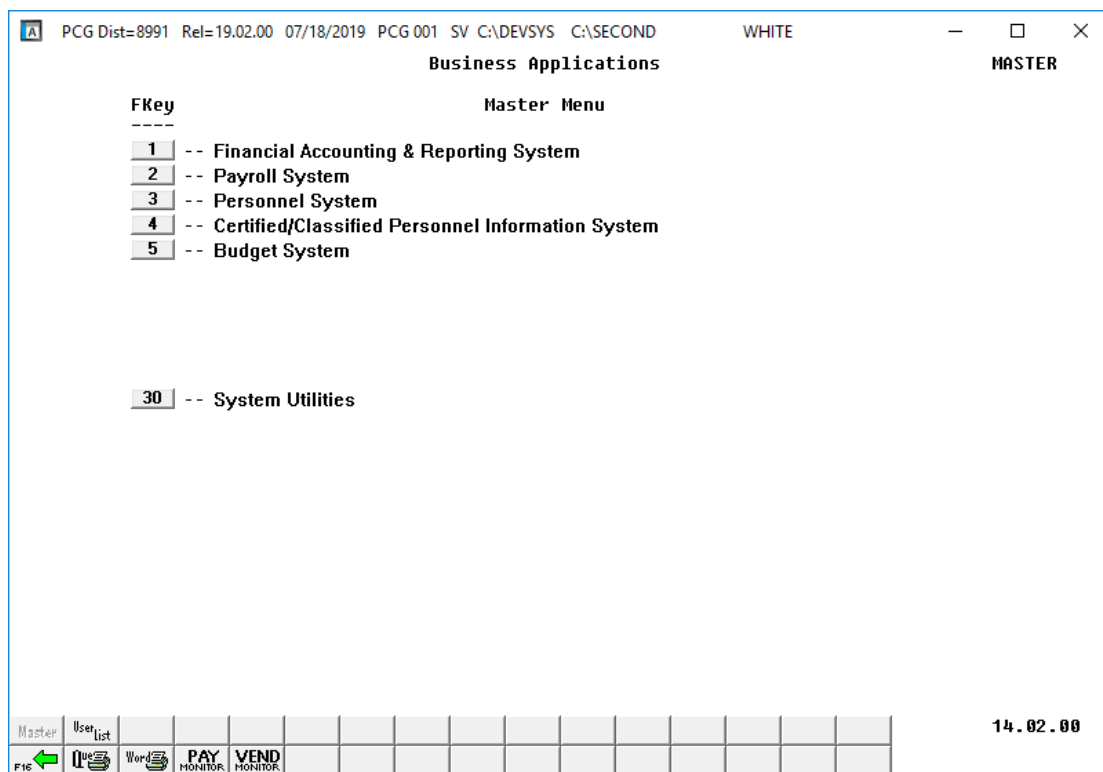 A PCG Dist=8991 Rel=19.02.00 07/18/2019 PCG 001 SV C:\DEVSYS C:\SECOND WHITE
Business Applications MASTER
FKey Master Menu
----
1 -- Financial Accounting & Reporting System
2 -- Payroll System
3 -- Personnel System
4 -- Certified/Classified Personnel Information System
5 -- Budget System
30 -- System Utilities
Master User List 14.02.00
F16 Que Word PAY MONITOR VEND MONITOR